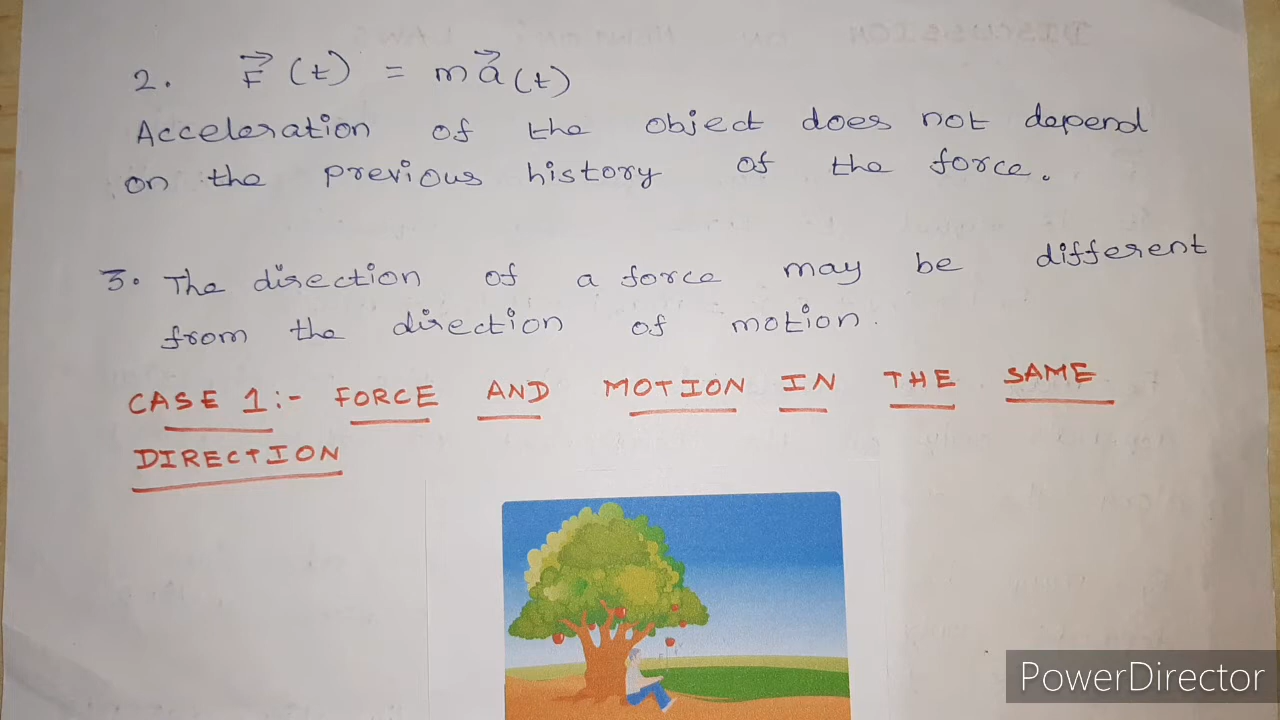 2. F⃗ (t) = m a⃗ (t)
Acceleration of the object does not depend
on the previous history of the force.
3. The direction of a force may be different
from the direction of motion.
CASE 1:- FORCE AND MOTION IN THE SAME
DIRECTION
PowerDirector